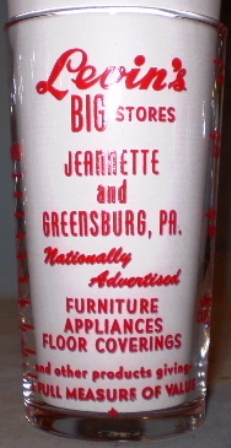 Levin's
BIG STORES
JEANNETTE
and
GREENSBURG, PA.
Nationally
Advertised
FURNITURE
APPLIANCES
FLOOR COVERINGS
and other products giving
FULL MEASURE OF VALUE